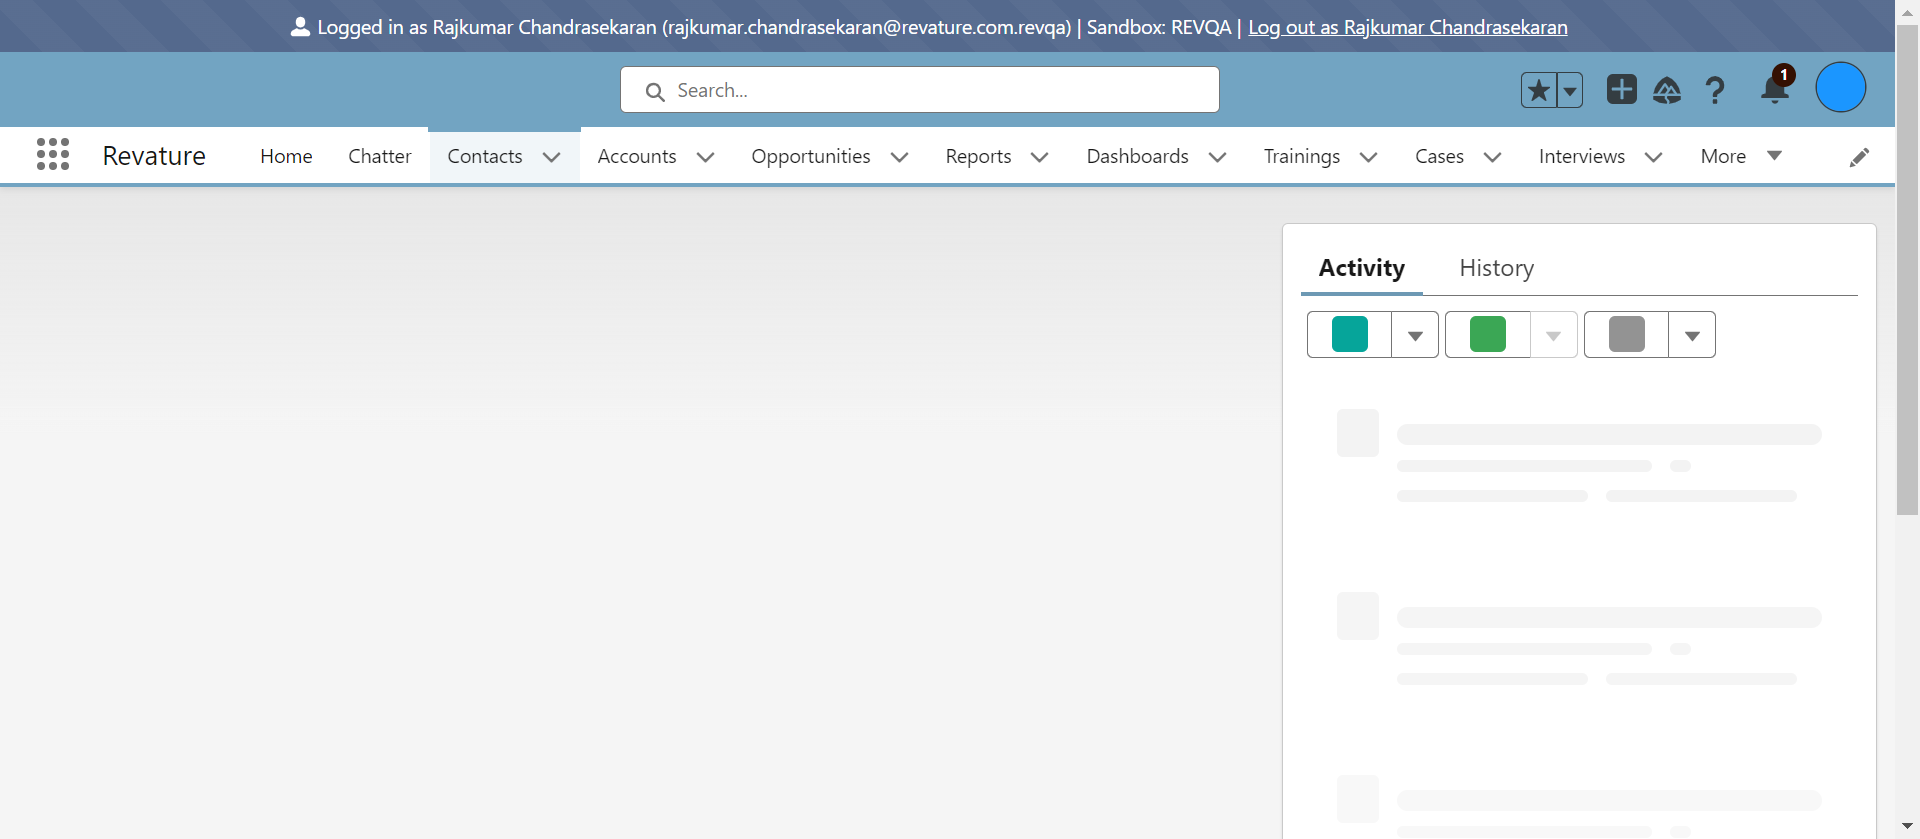 Logged in as Rajkumar Chandrasekaran (rajkumar.chandrasekaran@revature.com.revqa) | Sandbox: REVQA | Log out as Rajkumar Chandrasekaran
Search...
1
Revature
Home
Chatter
Contacts
Accounts
Opportunities
Reports
Dashboards
Trainings
Cases
Interviews
More
Activity
History